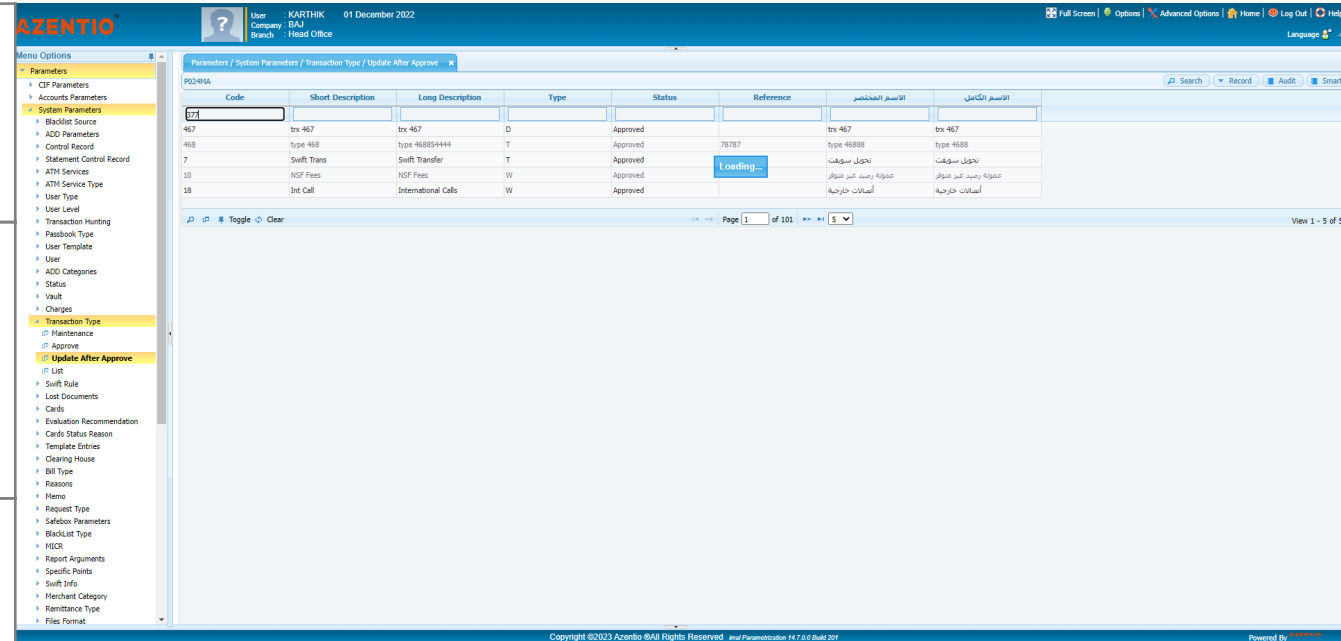 AZENTIO
User : KARTHIK 01 December 2022
Company : BAJ
Branch : Head Office
Full Screen | Options | Advanced Options | Home | Log Out | Help
Language
Menu Options
Parameters
CIF Parameters
Accounts Parameters
System Parameters
Blacklist Source
ADD Parameters
Control Record
Statement Control Record
ATM Services
ATM Service Type
User Type
User Level
Transaction Hunting
Passbook Type
User Template
User
ADD Categories
Status
Vault
Charges
Transaction Type
Maintenance
Approve
Update After Approve
List
Swift Rule
Lost Documents
Cards
Evaluation Recommendation
Cards Status Reason
Template Entries
Clearing House
Bill Type
Reasons
Memo
Request Type
Safebox Parameters
BlackList Type
MICR
Report Arguments
Specific Points
Swift Info
Merchant Category
Remittance Type
Files Format
Parameters / System Parameters / Transaction Type / Update After Approve x
P024MA
Search Record Audit Smart
Code Short Description Long Description Type Status Reference الاسم المختصر الاسم الكامل
377
467 trx 467 trx 467 D Approved trx 467 trx 467
468 type 468 type 468854444 T Approved 78787 type 46888 type 4688
7 Swift Trans Swift Transfer T Approved تحويل سويفت تحويل سويفت
Loading...
10 NSF Fees NSF Fees W Approved عمولة رصيد غير متوفر عمولة رصيد غير متوفر
18 Int Call International Calls W Approved أتصالات خارجية أتصالات خارجية
Toggle Clear Page 1 of 101 5 View 1 - 5 of 5
Copyright ©2023 Azentio ®All Rights Reserved imal Parametrization 14.7.0.0 Build 201
Powered By AZENTIO